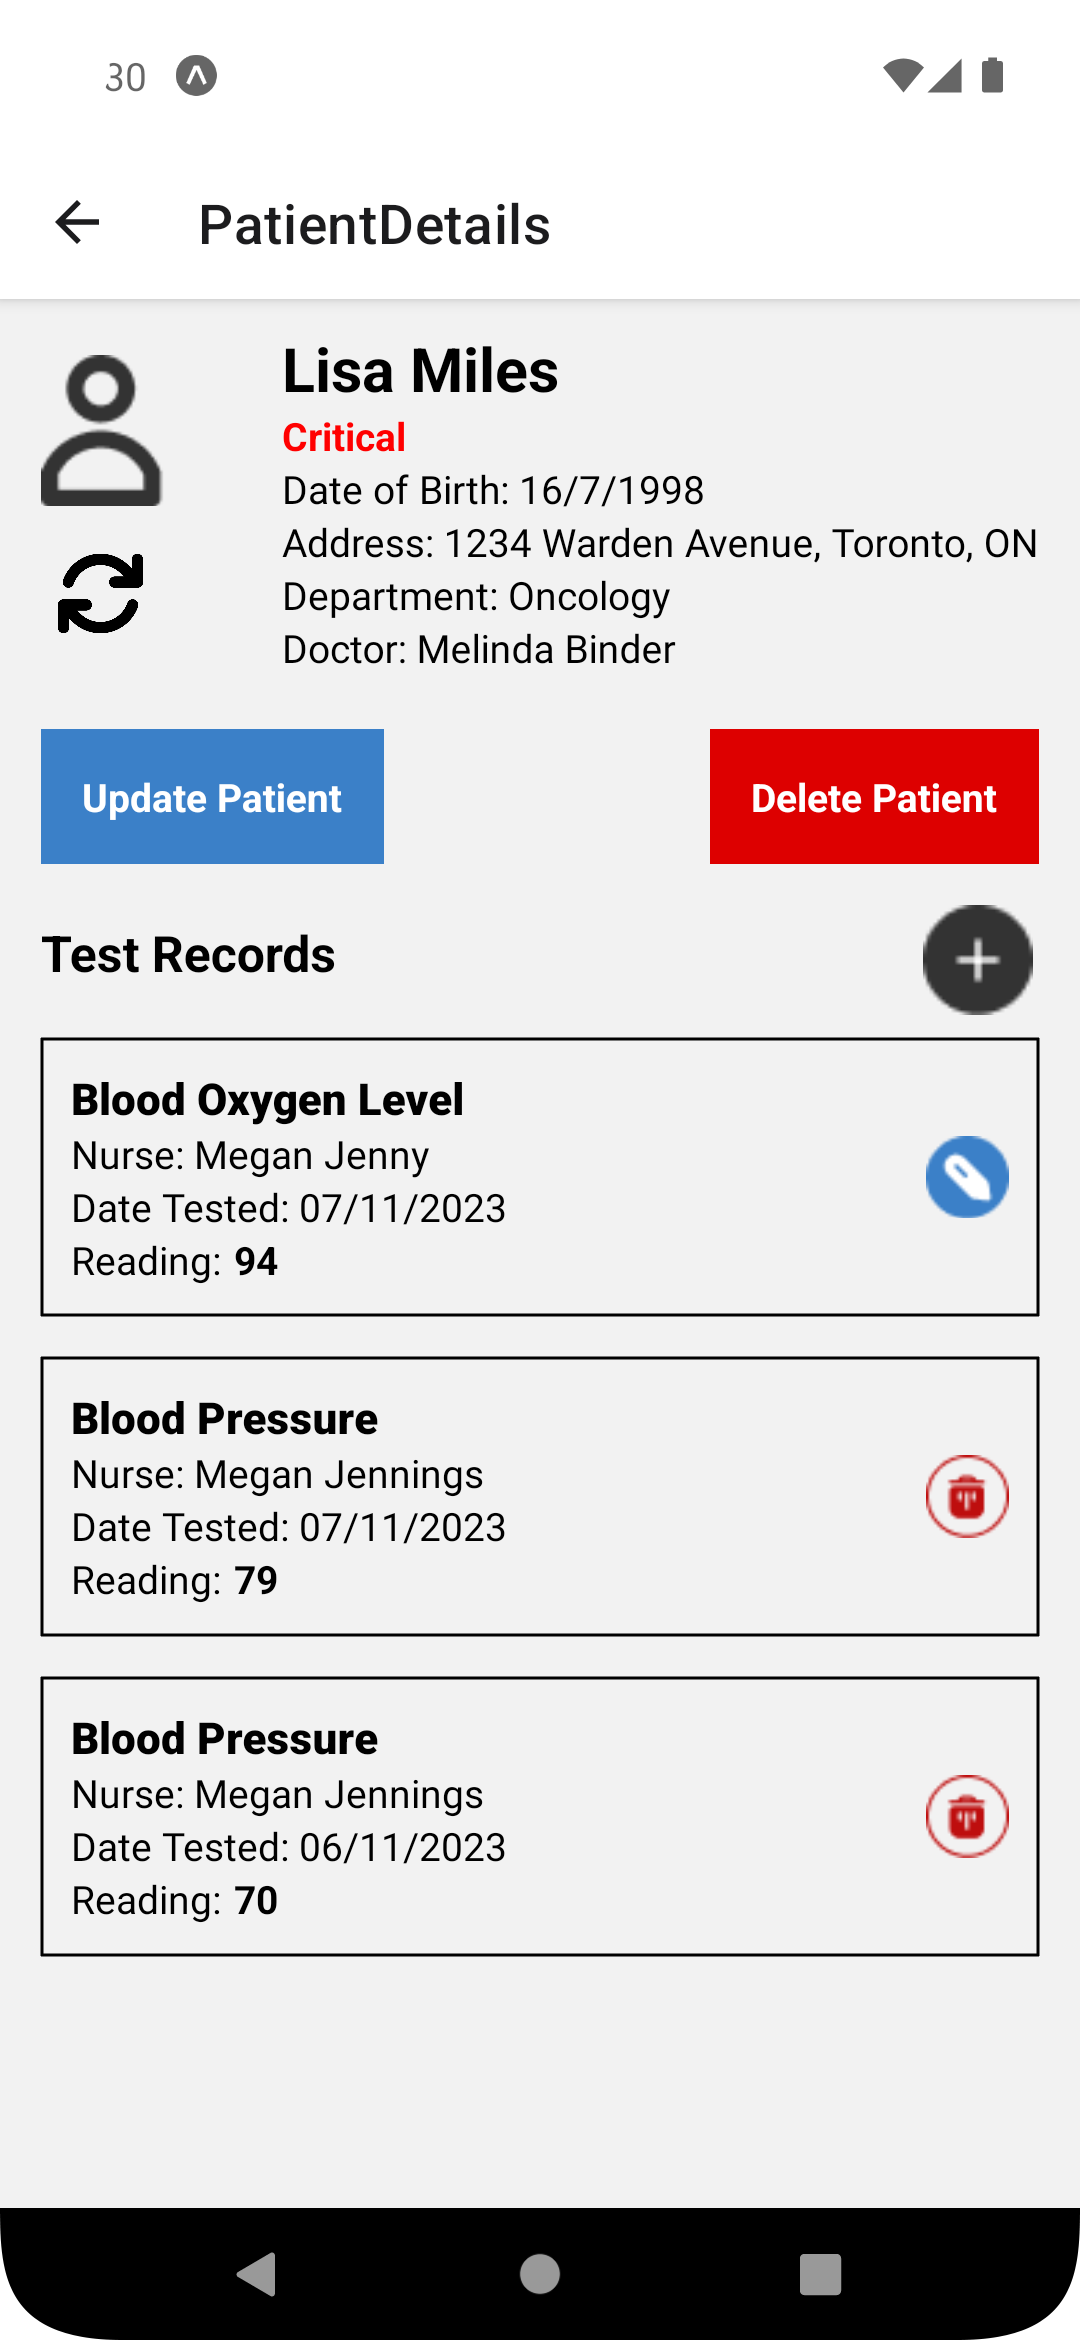 30
PatientDetails
Lisa Miles
Critical
Date of Birth: 16/7/1998
Address: 1234 Warden Avenue, Toronto, ON
Department: Oncology
Doctor: Melinda Binder
Update Patient
Delete Patient
Test Records
Blood Oxygen Level
Nurse: Megan Jenny
Date Tested: 07/11/2023
Reading: 94
Blood Pressure
Nurse: Megan Jennings
Date Tested: 07/11/2023
Reading: 79
Blood Pressure
Nurse: Megan Jennings
Date Tested: 06/11/2023
Reading: 70